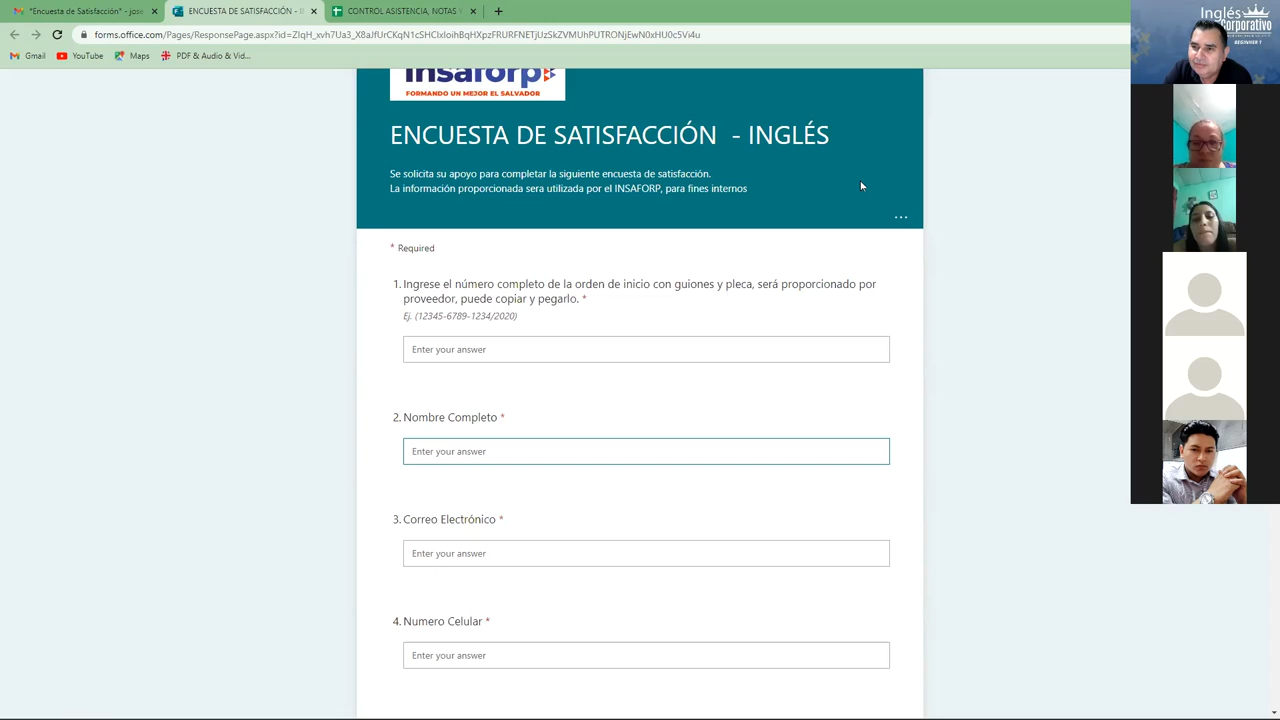 "Encuesta de Satisfacción" - jose
ENCUESTA DE SATISFACCIÓN - I
CONTROL ASISTENCIA, NOTAS Y
forms.office.com/Pages/ResponsePage.aspx?id=
Gmail
YouTube
Maps
PDF & Audio & Vid...
Inglés
Corporativo
BEGINNER 1
insaforp
FORMANDO UN MEJOR EL SALVADOR
ENCUESTA DE SATISFACCIÓN - INGLÉS
Se solicita su apoyo para completar la siguiente encuesta de satisfacción.
La información proporcionada sera utilizada por el INSAFORP, para fines internos
...
* Required
1. Ingrese el número completo de la orden de inicio con guiones y pleca, será proporcionado por
proveedor, puede copiar y pegarlo. *
Ej. (12345-6789-1234/2020)
Enter your answer
2. Nombre Completo *
Enter your answer
3. Correo Electrónico *
Enter your answer
4. Numero Celular *
Enter your answer